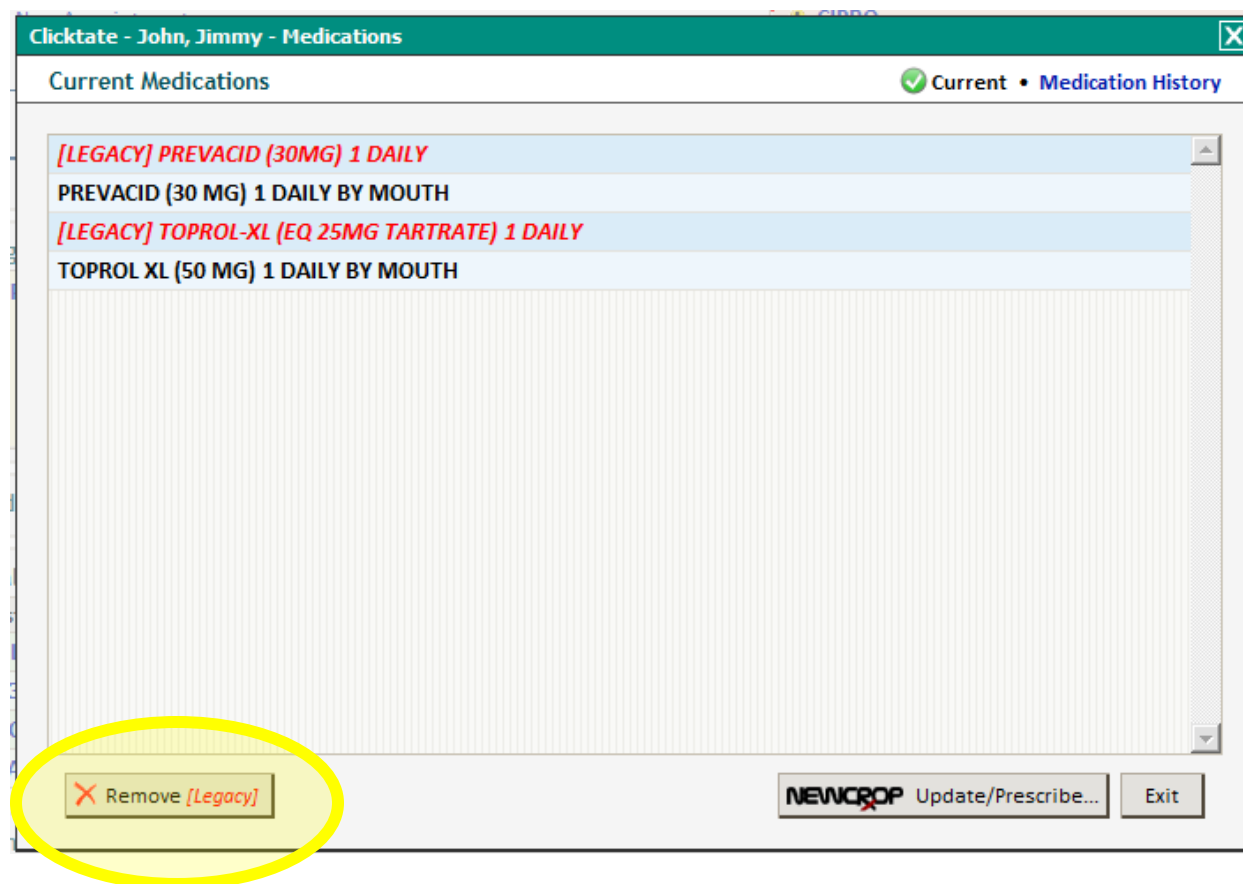 Clicktate - John, Jimmy - Medications X
Current Medications Current • Medication History
[LEGACY] PREVACID (30MG) 1 DAILY
PREVACID (30 MG) 1 DAILY BY MOUTH
[LEGACY] TOPROL-XL (EQ 25MG TARTRATE) 1 DAILY
TOPROL XL (50 MG) 1 DAILY BY MOUTH
Remove [Legacy] NEWCROP Update/Prescribe... Exit